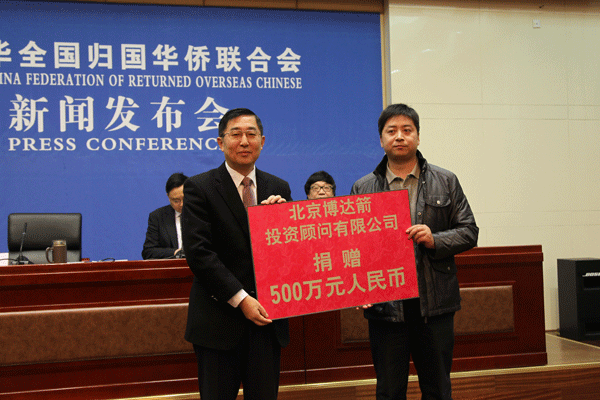 华全国归国华侨联合会
INA FEDERATION OF RETURNED OVERSEAS CHINESE
新闻发布会
PRESS CONFERENCE
北京博达箭
投资顾问有限公司
捐赠
500万元人民币